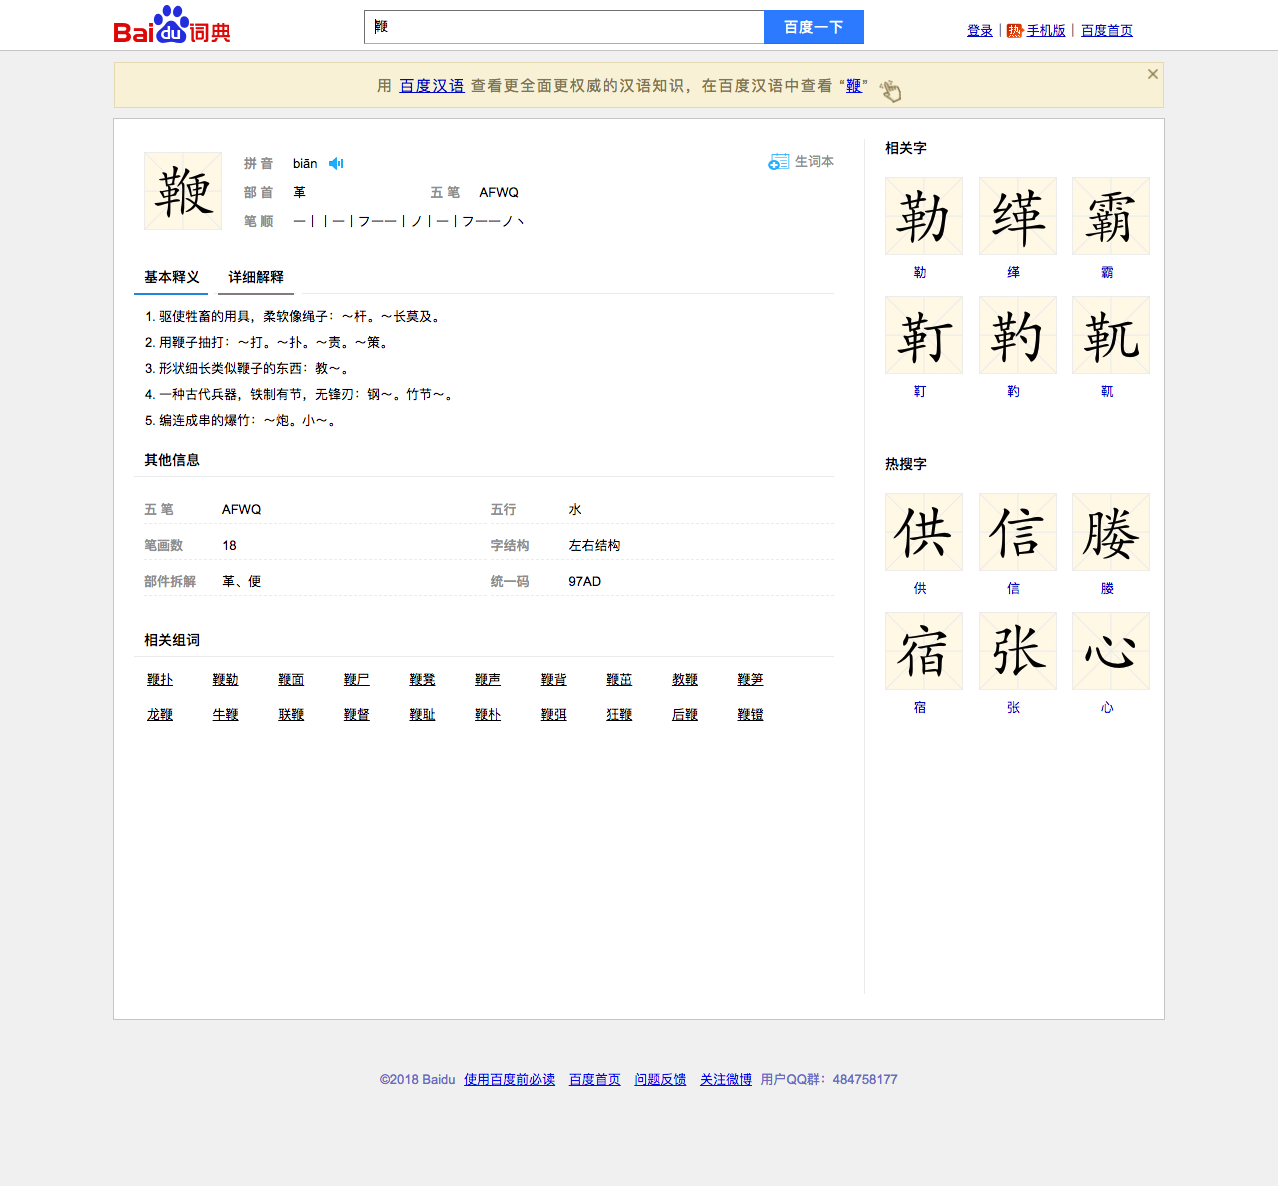 Baidu词典
鞭
百度一下
登录 | 热 手机版 | 百度首页
用 百度汉语 查看更全面更权威的汉语知识，在百度汉语中查看 “鞭”
鞭
拼 音 biān
生词本
部 首 革 五 笔 AFWQ
笔 顺 一丨丨一丨フ一一丨ノ丨一丨フ一一ノ丶
基本释义 详细解释
1. 驱使牲畜的用具，柔软像绳子：～杆。～长莫及。
2. 用鞭子抽打：～打。～扑。～责。～策。
3. 形状细长类似鞭子的东西：教～。
4. 一种古代兵器，铁制有节，无锋刃：钢～。竹节～。
5. 编连成串的爆竹：～炮。小～。
其他信息
五 笔 AFWQ 五行 水
笔画数 18 字结构 左右结构
部件拆解 革、便 统一码 97AD
相关组词
鞭扑 鞭勒 鞭面 鞭尸 鞭凳 鞭声 鞭背 鞭茁 教鞭 鞭笋
龙鞭 牛鞭 联鞭 鞭督 鞭耻 鞭朴 鞭弭 狂鞭 后鞭 鞭镫
相关字
勒 缂 霸
勒 缂 霸
靪 靮 靰
靪 靮 靰
热搜字
供 信 媵
供 信 媵
宿 张 心
宿 张 心
©2018 Baidu 使用百度前必读 百度首页 问题反馈 关注微博 用户QQ群：484758177